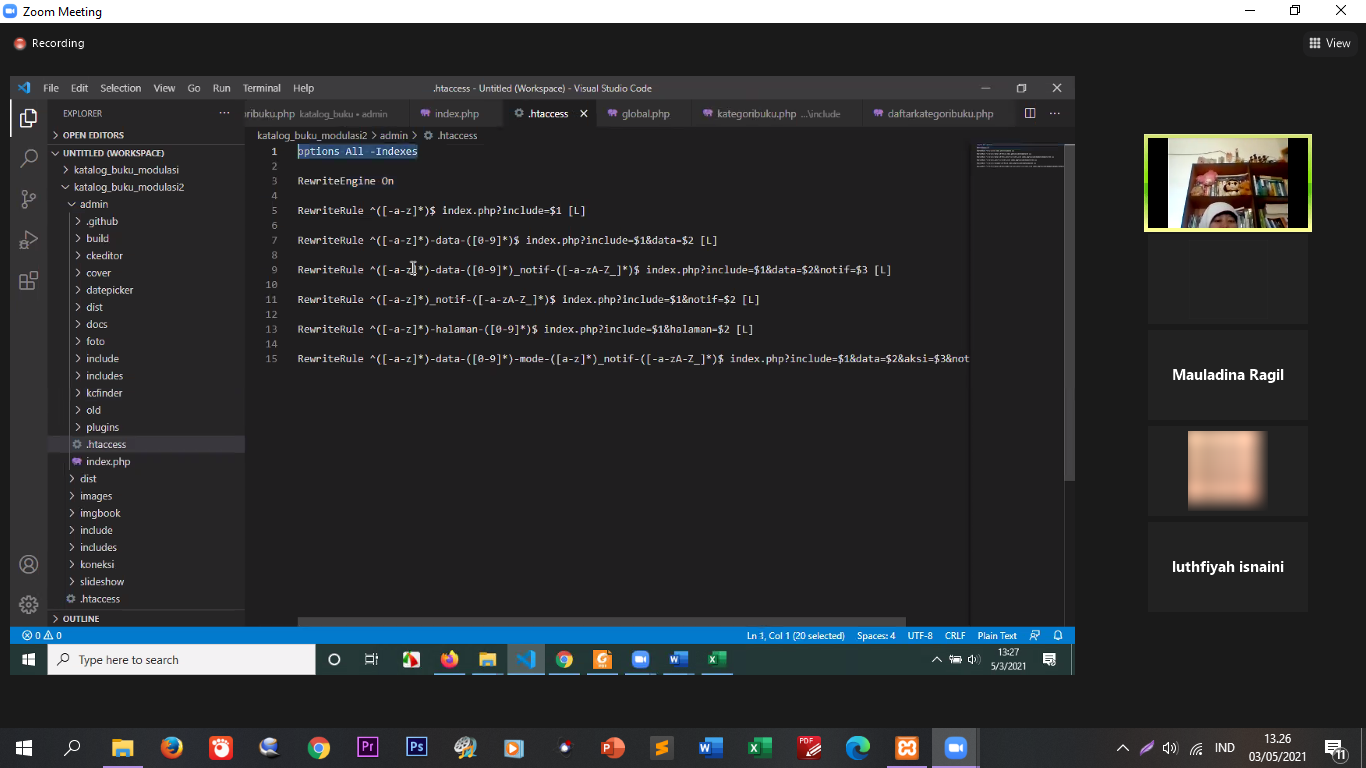 Zoom Meeting
Recording
View
File Edit Selection View Go Run Terminal Help
.htaccess - Untitled (Workspace) - Visual Studio Code
EXPLORER
ribuku.php katalog_buku • admin
index.php
.htaccess
global.php
kategoribuku.php ...\include
daftarkategoribuku.php
OPEN EDITORS
UNTITLED (WORKSPACE)
katalog_buku_modulasi
katalog_buku_modulasi2
admin
.github
build
ckeditor
cover
datepicker
dist
docs
foto
include
includes
kcfinder
old
plugins
.htaccess
index.php
dist
images
imgbook
include
includes
koneksi
slideshow
.htaccess
OUTLINE
katalog_buku_modulasi2 > admin > .htaccess
1 options All -Indexes
2
3 RewriteEngine On
4
5 RewriteRule ^([-a-z]*)$ index.php?include=$1 [L]
6
7 RewriteRule ^([-a-z]*)-data-([0-9]*)$ index.php?include=$1&data=$2 [L]
8
9 RewriteRule ^([-a-z]*)-data-([0-9]*)_notif-([-a-zA-Z_]*)$ index.php?include=$1&data=$2&notif=$3 [L]
10
11 RewriteRule ^([-a-z]*)_notif-([-a-zA-Z_]*)$ index.php?include=$1&notif=$2 [L]
12
13 RewriteRule ^([-a-z]*)-halaman-([0-9]*)$ index.php?include=$1&halaman=$2 [L]
14
15 RewriteRule ^([-a-z]*)-data-([0-9]*)-mode-([a-z]*)_notif-([-a-zA-Z_]*)$ index.php?include=$1&data=$2&aksi=$3&not
0 0
Ln 1, Col 1 (20 selected) Spaces: 4 UTF-8 CRLF Plain Text
Type here to search
13:27
5/3/2021
Mauladina Ragil
luthfiyah isnaini
Pr
Ps
PDF
IND
13.26
03/05/2021
11